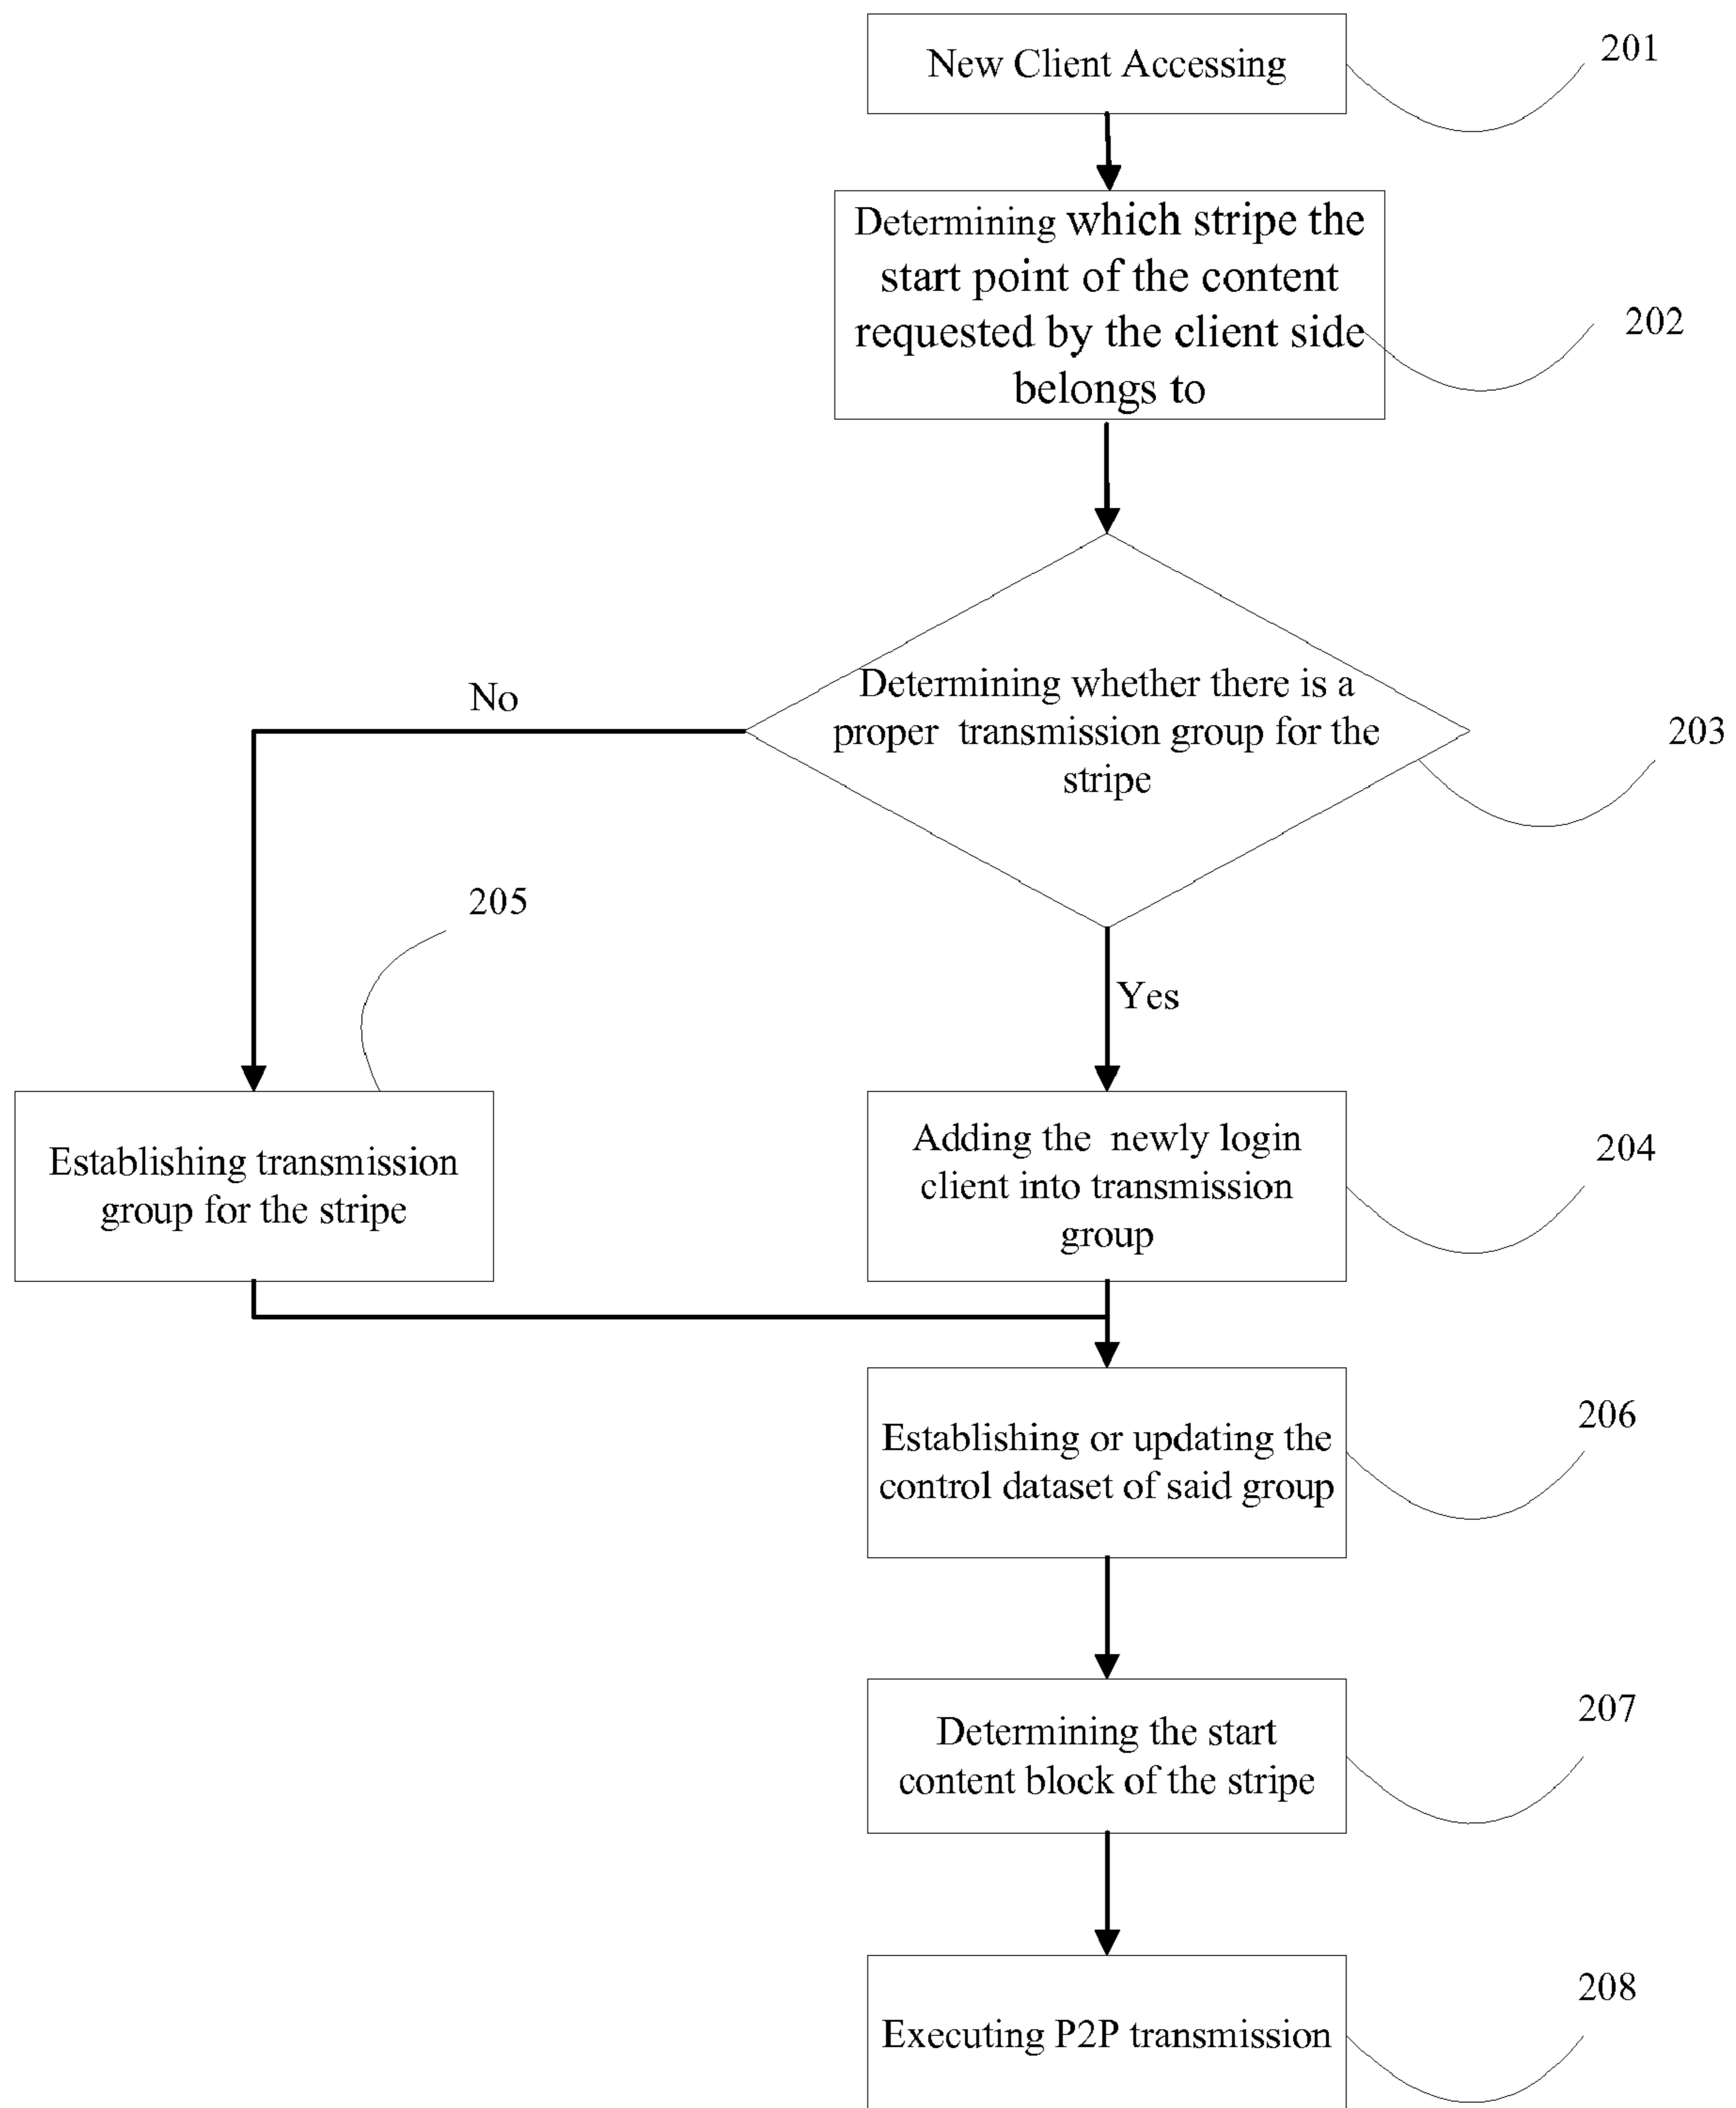 New Client Accessing
201
Determining which stripe the
start point of the content
requested by the client side
belongs to
202
Determining whether there is a
proper transmission group for the
stripe
203
No
Yes
205
Establishing transmission
group for the stripe
Adding the newly login
client into transmission
group
204
Establishing or updating the
control dataset of said group
206
Determining the start
content block of the stripe
207
Executing P2P transmission
208